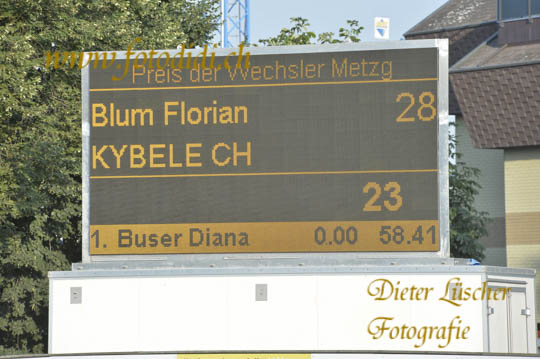 www.fotodidi.ch
Preis der Wechsler Metzg
Blum Florian 28
KYBELE CH
23
1. Buser Diana 0.00 58.41
Dieter Lüscher
Fotografie